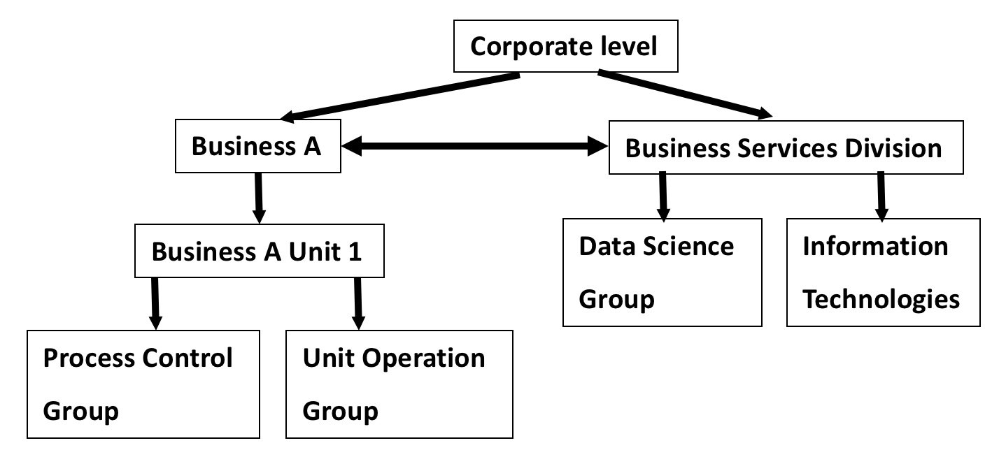 Corporate level
Business A
Business Services Division
Business A Unit 1
Data Science
Group
Information
Technologies
Process Control
Group
Unit Operation
Group